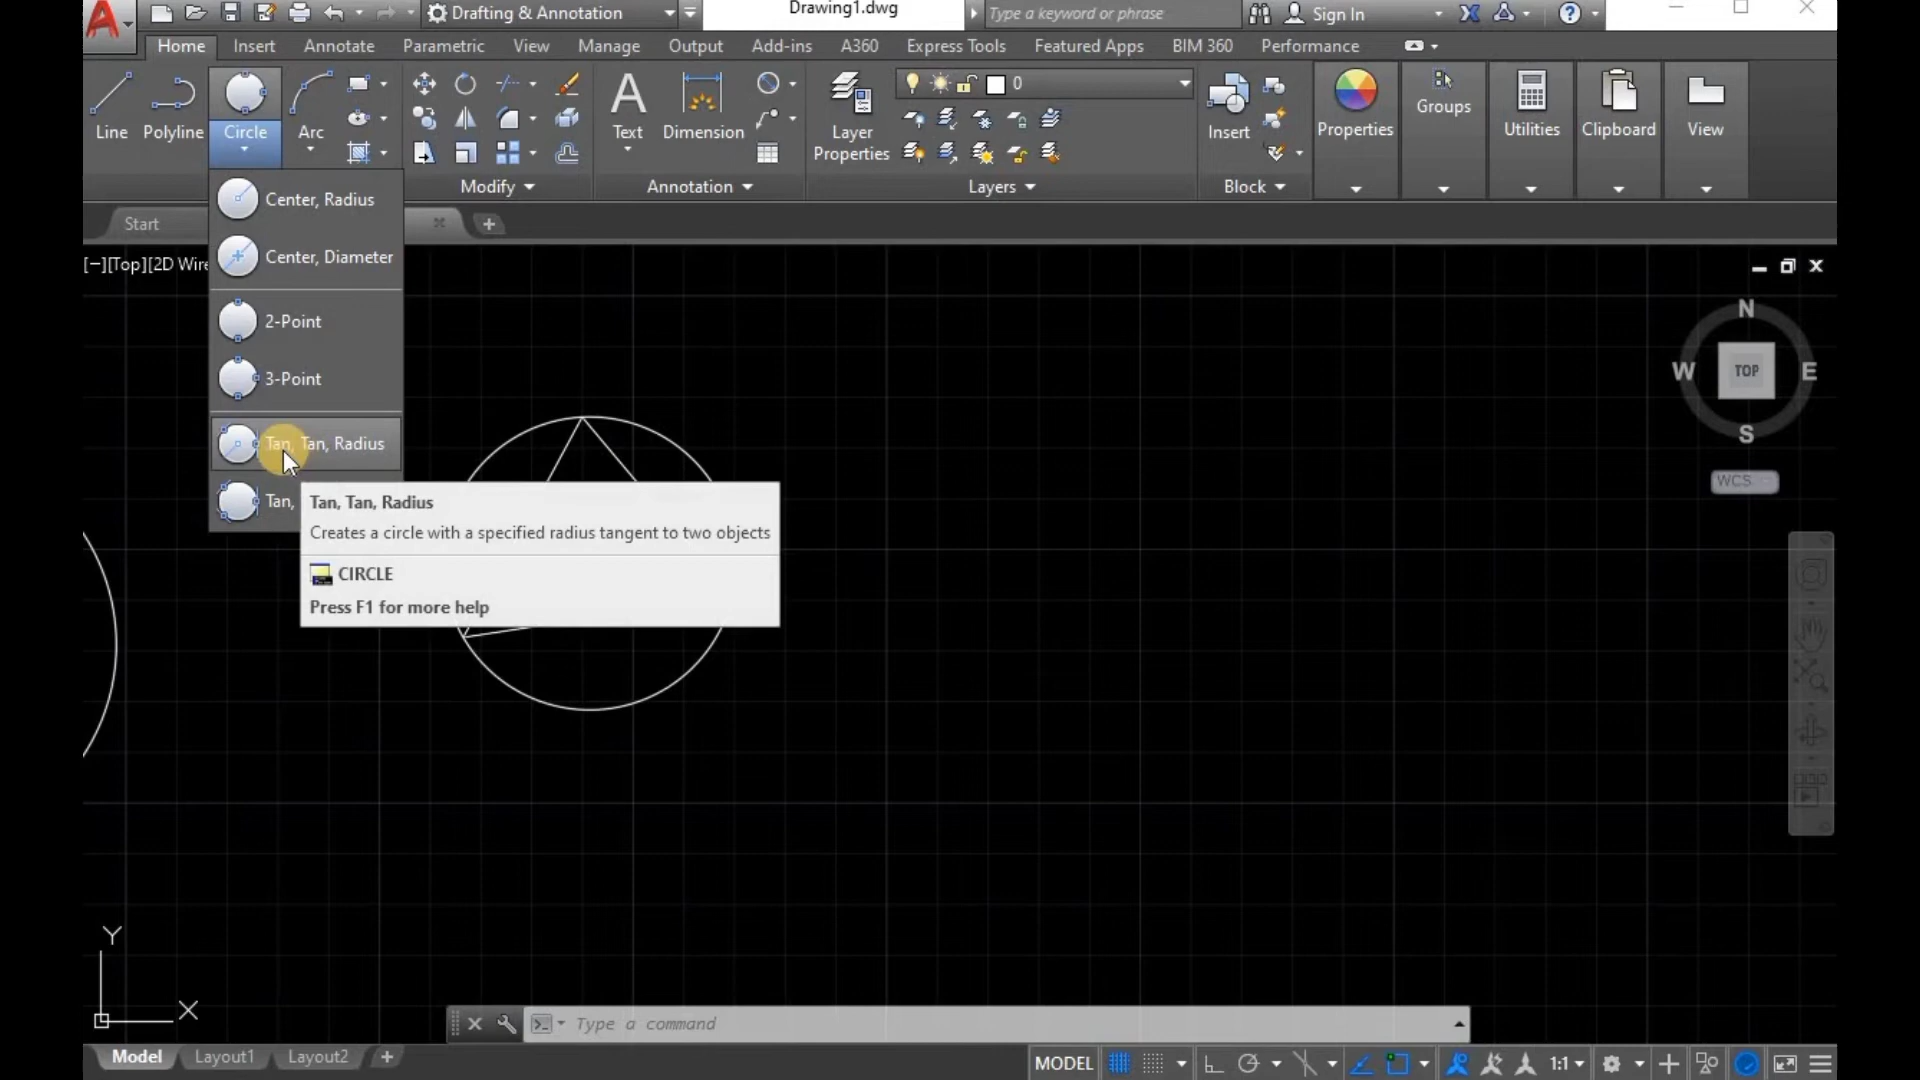 Drafting & Annotation
Drawing1.dwg
Type a keyword or phrase
Sign In
Home
Insert
Annotate
Parametric
View
Manage
Output
Add-ins
A360
Express Tools
Featured Apps
BIM 360
Performance
Line
Polyline
Circle
Arc
Text
Dimension
Layer
Properties
0
Insert
Properties
Groups
Utilities
Clipboard
View
Modify
Annotation
Layers
Block
Start
[−][Top][2D Wire
Center, Radius
Center, Diameter
2-Point
3-Point
Tan, Tan, Radius
Tan,
Tan, Tan, Radius
Creates a circle with a specified radius tangent to two objects
CIRCLE
Press F1 for more help
N
W
TOP
E
S
WCS
Y
X
Type a command
Model
Layout1
Layout2
MODEL
1:1